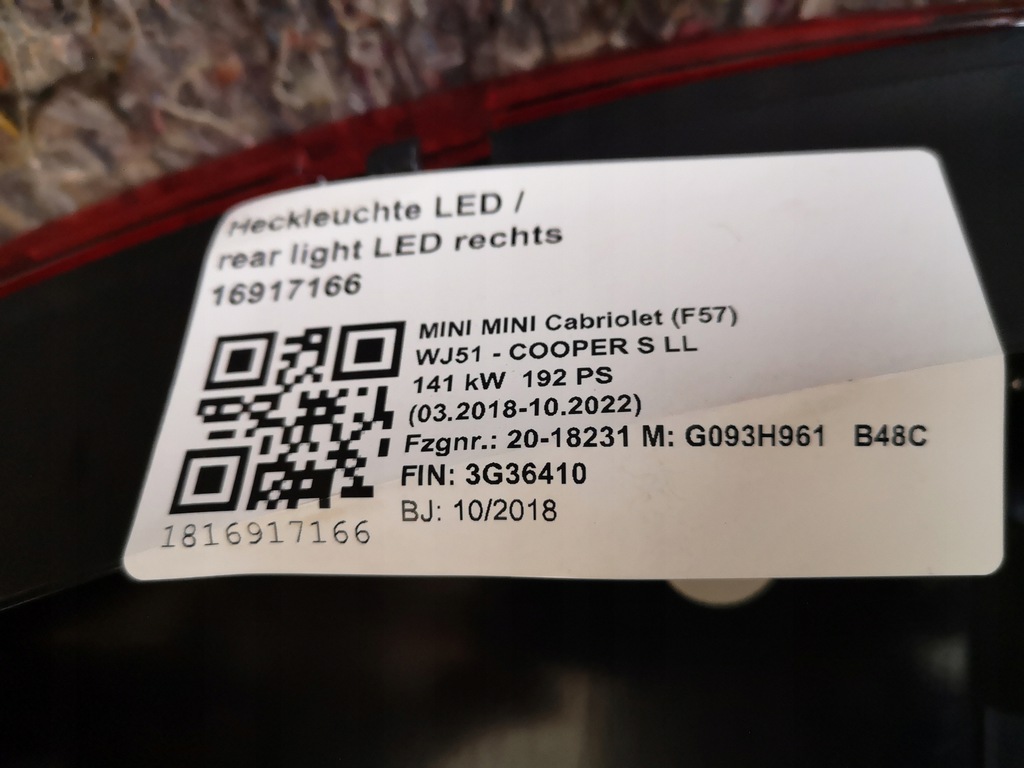 Heckleuchte LED /
rear light LED rechts
16917166
MINI MINI Cabriolet (F57)
WJ51 - COOPER S LL
141 kW 192 PS
(03.2018-10.2022)
Fzgnr.: 20-18231 M: G093H961 B48C
FIN: 3G36410
BJ: 10/2018
1816917166